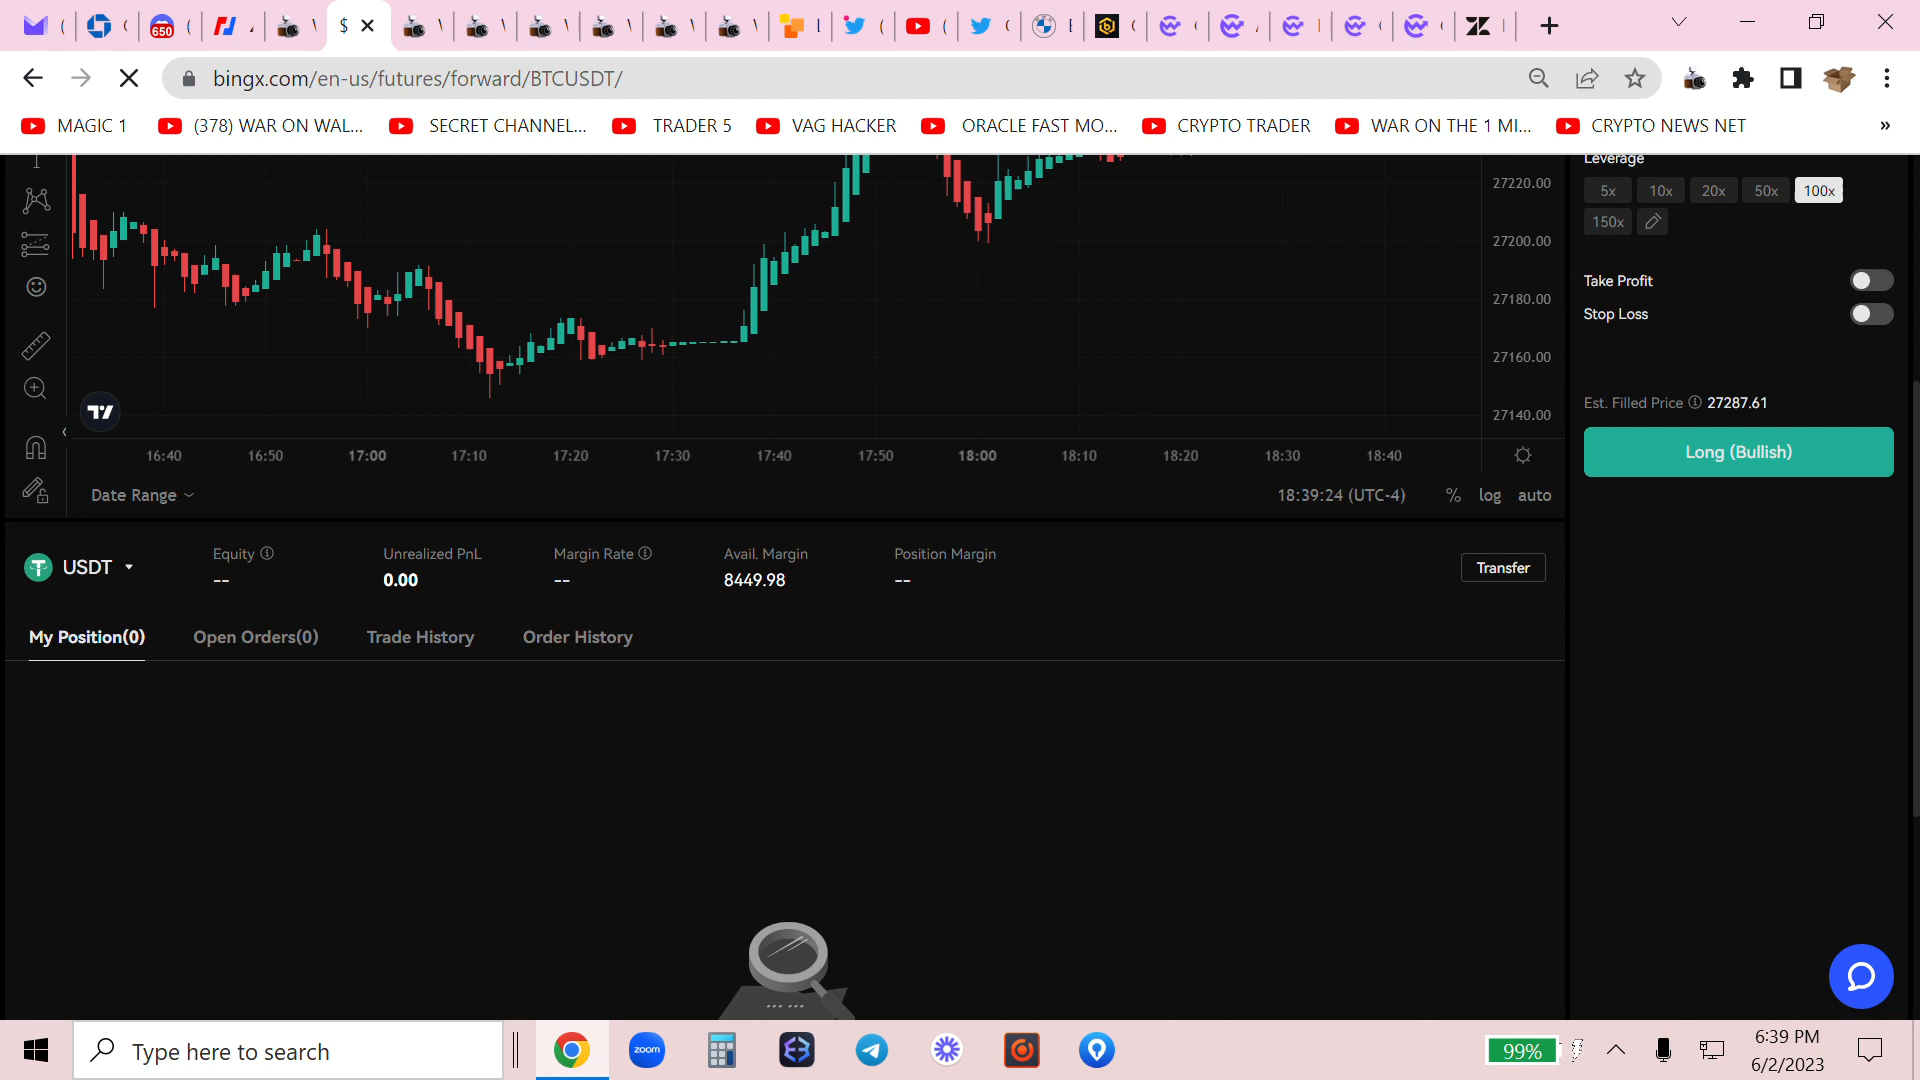 650
$
bingx.com/en-us/futures/forward/BTCUSDT/
MAGIC 1
(378) WAR ON WAL...
SECRET CHANNEL...
TRADER 5
VAG HACKER
ORACLE FAST MO...
CRYPTO TRADER
WAR ON THE 1 MI...
CRYPTO NEWS NET
»
27220.00
27200.00
27180.00
27160.00
27140.00
16:40 16:50 17:00 17:10 17:20 17:30 17:40 17:50 18:00 18:10 18:20 18:30 18:40
Date Range
18:39:24 (UTC-4) % log auto
Leverage
5x 10x 20x 50x 100x
150x
Take Profit
Stop Loss
Est. Filled Price 27287.61
Long (Bullish)
USDT
Equity
--
Unrealized PnL
0.00
Margin Rate
--
Avail. Margin
8449.98
Position Margin
--
Transfer
My Position(0) Open Orders(0) Trade History Order History
Type here to search
zoom
99%
6:39 PM
6/2/2023